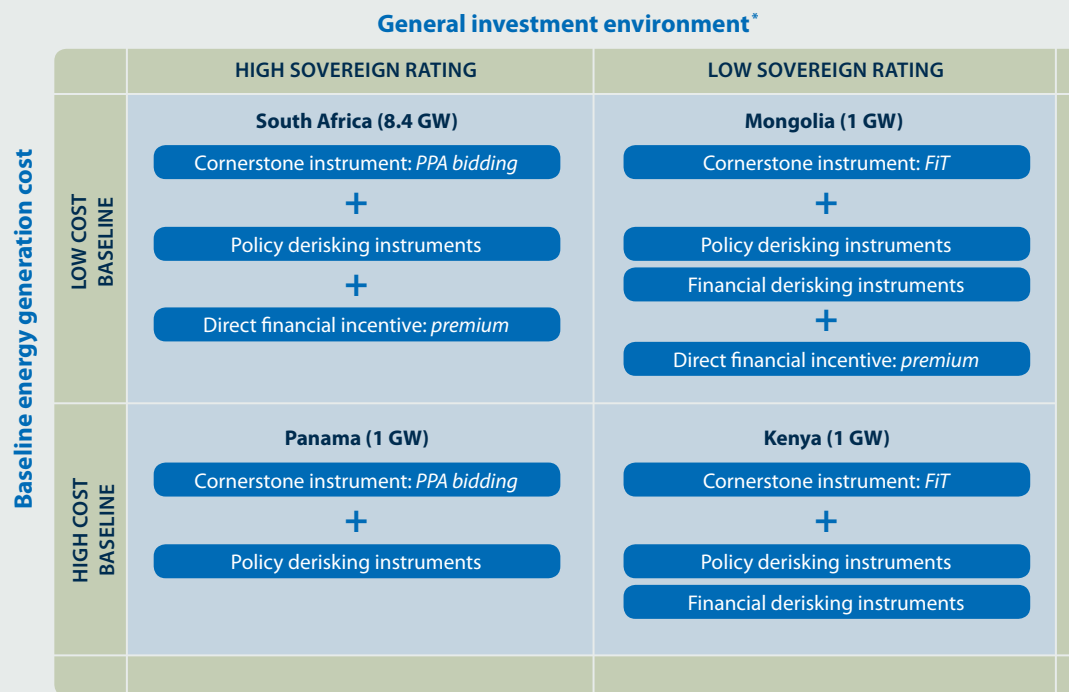 General investment environment*
HIGH SOVEREIGN RATING
LOW SOVEREIGN RATING
Baseline energy generation cost
LOW COST
BASELINE
South Africa (8.4 GW)
Cornerstone instrument: PPA bidding
+
Policy derisking instruments
+
Direct financial incentive: premium
Mongolia (1 GW)
Cornerstone instrument: FiT
+
Policy derisking instruments
Financial derisking instruments
+
Direct financial incentive: premium
HIGH COST
BASELINE
Panama (1 GW)
Cornerstone instrument: PPA bidding
+
Policy derisking instruments
Kenya (1 GW)
Cornerstone instrument: FiT
+
Policy derisking instruments
Financial derisking instruments